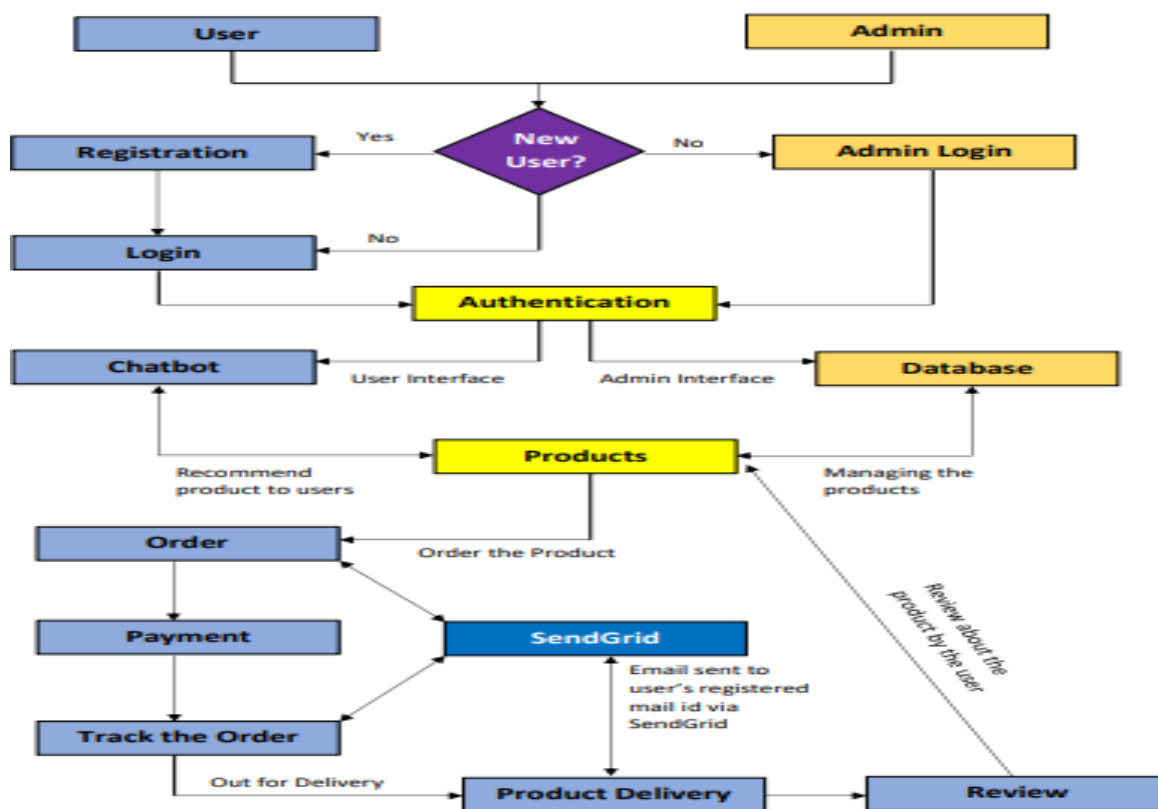 User
Admin
New
User?
Yes
No
Registration
Admin Login
No
Login
Authentication
Chatbot
User Interface
Admin Interface
Database
Products
Recommend
product to users
Managing the
products
Order
Order the Product
Payment
SendGrid
Review about the
product by the user
Email sent to
user's registered
mail id via
SendGrid
Track the Order
Out for Delivery
Product Delivery
Review